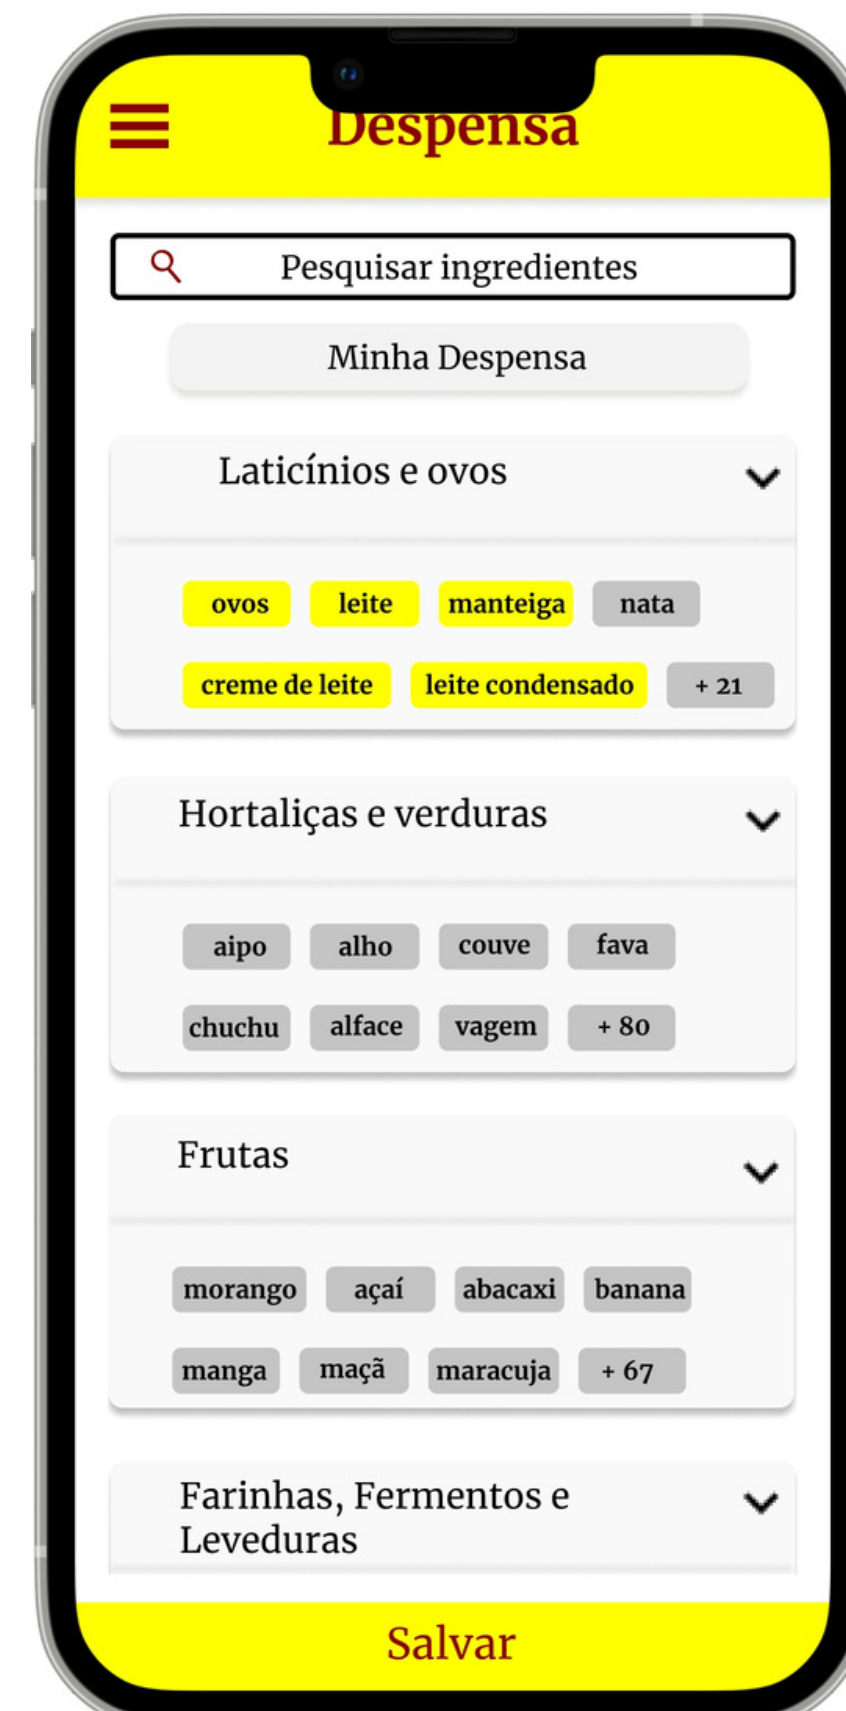 Despensa
Pesquisar ingredientes
Minha Despensa
Laticínios e ovos
ovos leite manteiga nata
creme de leite leite condensado + 21
Hortaliças e verduras
aipo alho couve fava
chuchu alface vagem + 80
Frutas
morango açaí abacaxi banana
manga maçã maracuja + 67
Farinhas, Fermentos e
Leveduras
Salvar